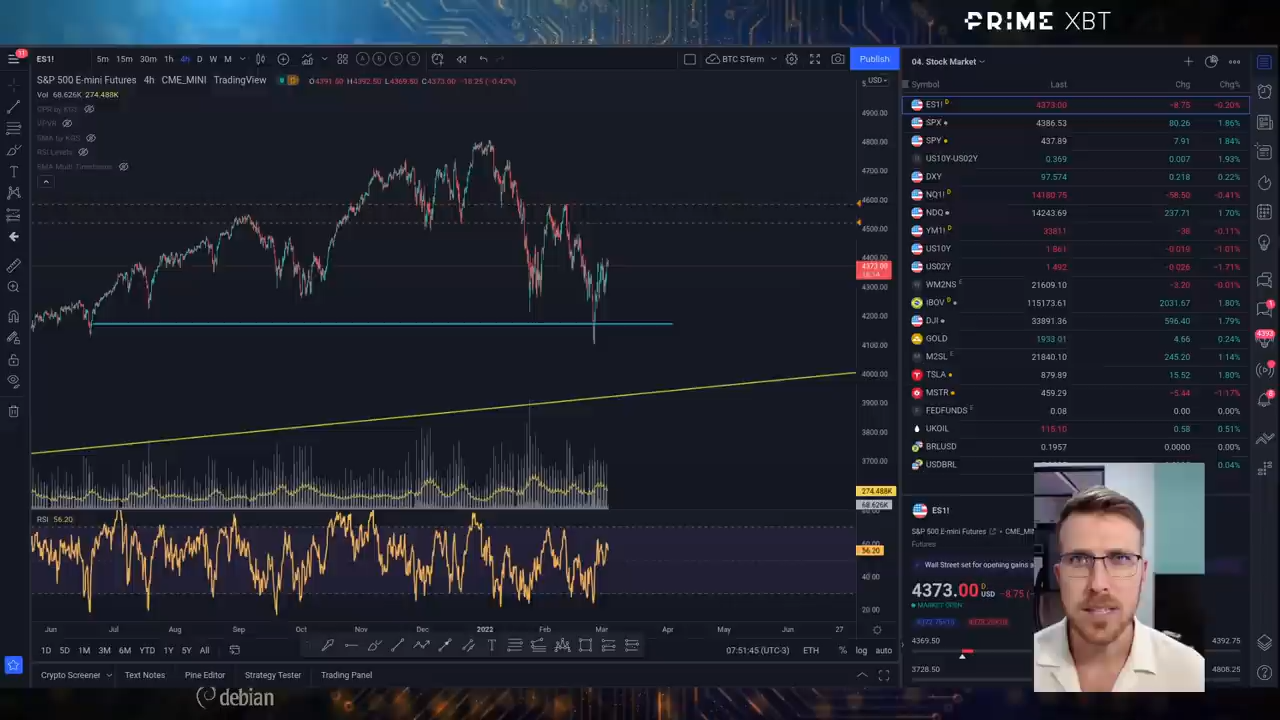 PRIME XBT
11
ES1!
5m 15m 30m 1h 4h D W M
BTC STerm
Publish
S&P 500 E-mini Futures 4h CME_MINI TradingView
O4391.50 H4392.50 L4369.50 C4373.00 −18.25 (−0.42%)
USD
Vol 68.626K 274.488K
CPR by KGS
VPVR
SMA by KGS
RSI Levels
EMA Multi Timeframe
4900.00
4800.00
4700.00
4600.00
4500.00
4400.00
4373.00
4300.00
4200.00
4100.00
4000.00
3900.00
3800.00
3700.00
274.488K
68.626K
RSI 56.20
56.20
40.00
20.00
Jun Jul Aug Sep Oct Nov Dec 2022 Feb Mar Apr May Jun 27
1D 5D 1M 3M 6M YTD 1Y 5Y All
07:51:45 (UTC-3) ETH % log auto
Crypto Screener Text Notes Pine Editor Strategy Tester Trading Panel
debian
04. Stock Market
Symbol Last Chg Chg%
ES1! D 4373.00 −8.75 −0.20%
SPX 4386.53 80.26 1.86%
SPY 437.89 7.91 1.84%
US10Y-US02Y 0.369 0.007 1.93%
DXY 97.574 0.218 0.22%
NQ1! D 14180.75 −58.50 −0.41%
NDQ 14243.69 237.71 1.70%
YM1! D 33811 −38 −0.11%
US10Y 1.861 −0.019 −1.01%
US02Y 1.492 −0.026 −1.71%
WM2NS E 21609.10 −3.20 −0.01%
IBOV D 115173.61 2031.67 1.80%
DJI 33891.36 596.40 1.79%
GOLD 1933.01 4.66 0.24%
M2SL E 21840.10 245.20 1.14%
TSLA 879.89 15.52 1.80%
MSTR 459.29 −5.44 −1.17%
FEDFUNDS E 0.08 0.00 0.00%
UKOIL 115.10 0.58 0.51%
BRLUSD 0.1957 0.0000 0.00%
USDBRL 0.04%
ES1!
S&P 500 E-mini Futures CME_MINI
Futures
Wall Street set for opening gains
4373.00 D USD −8.75
MARKET OPEN
4369.50 4392.75
3728.50 4808.25
1
4393
8